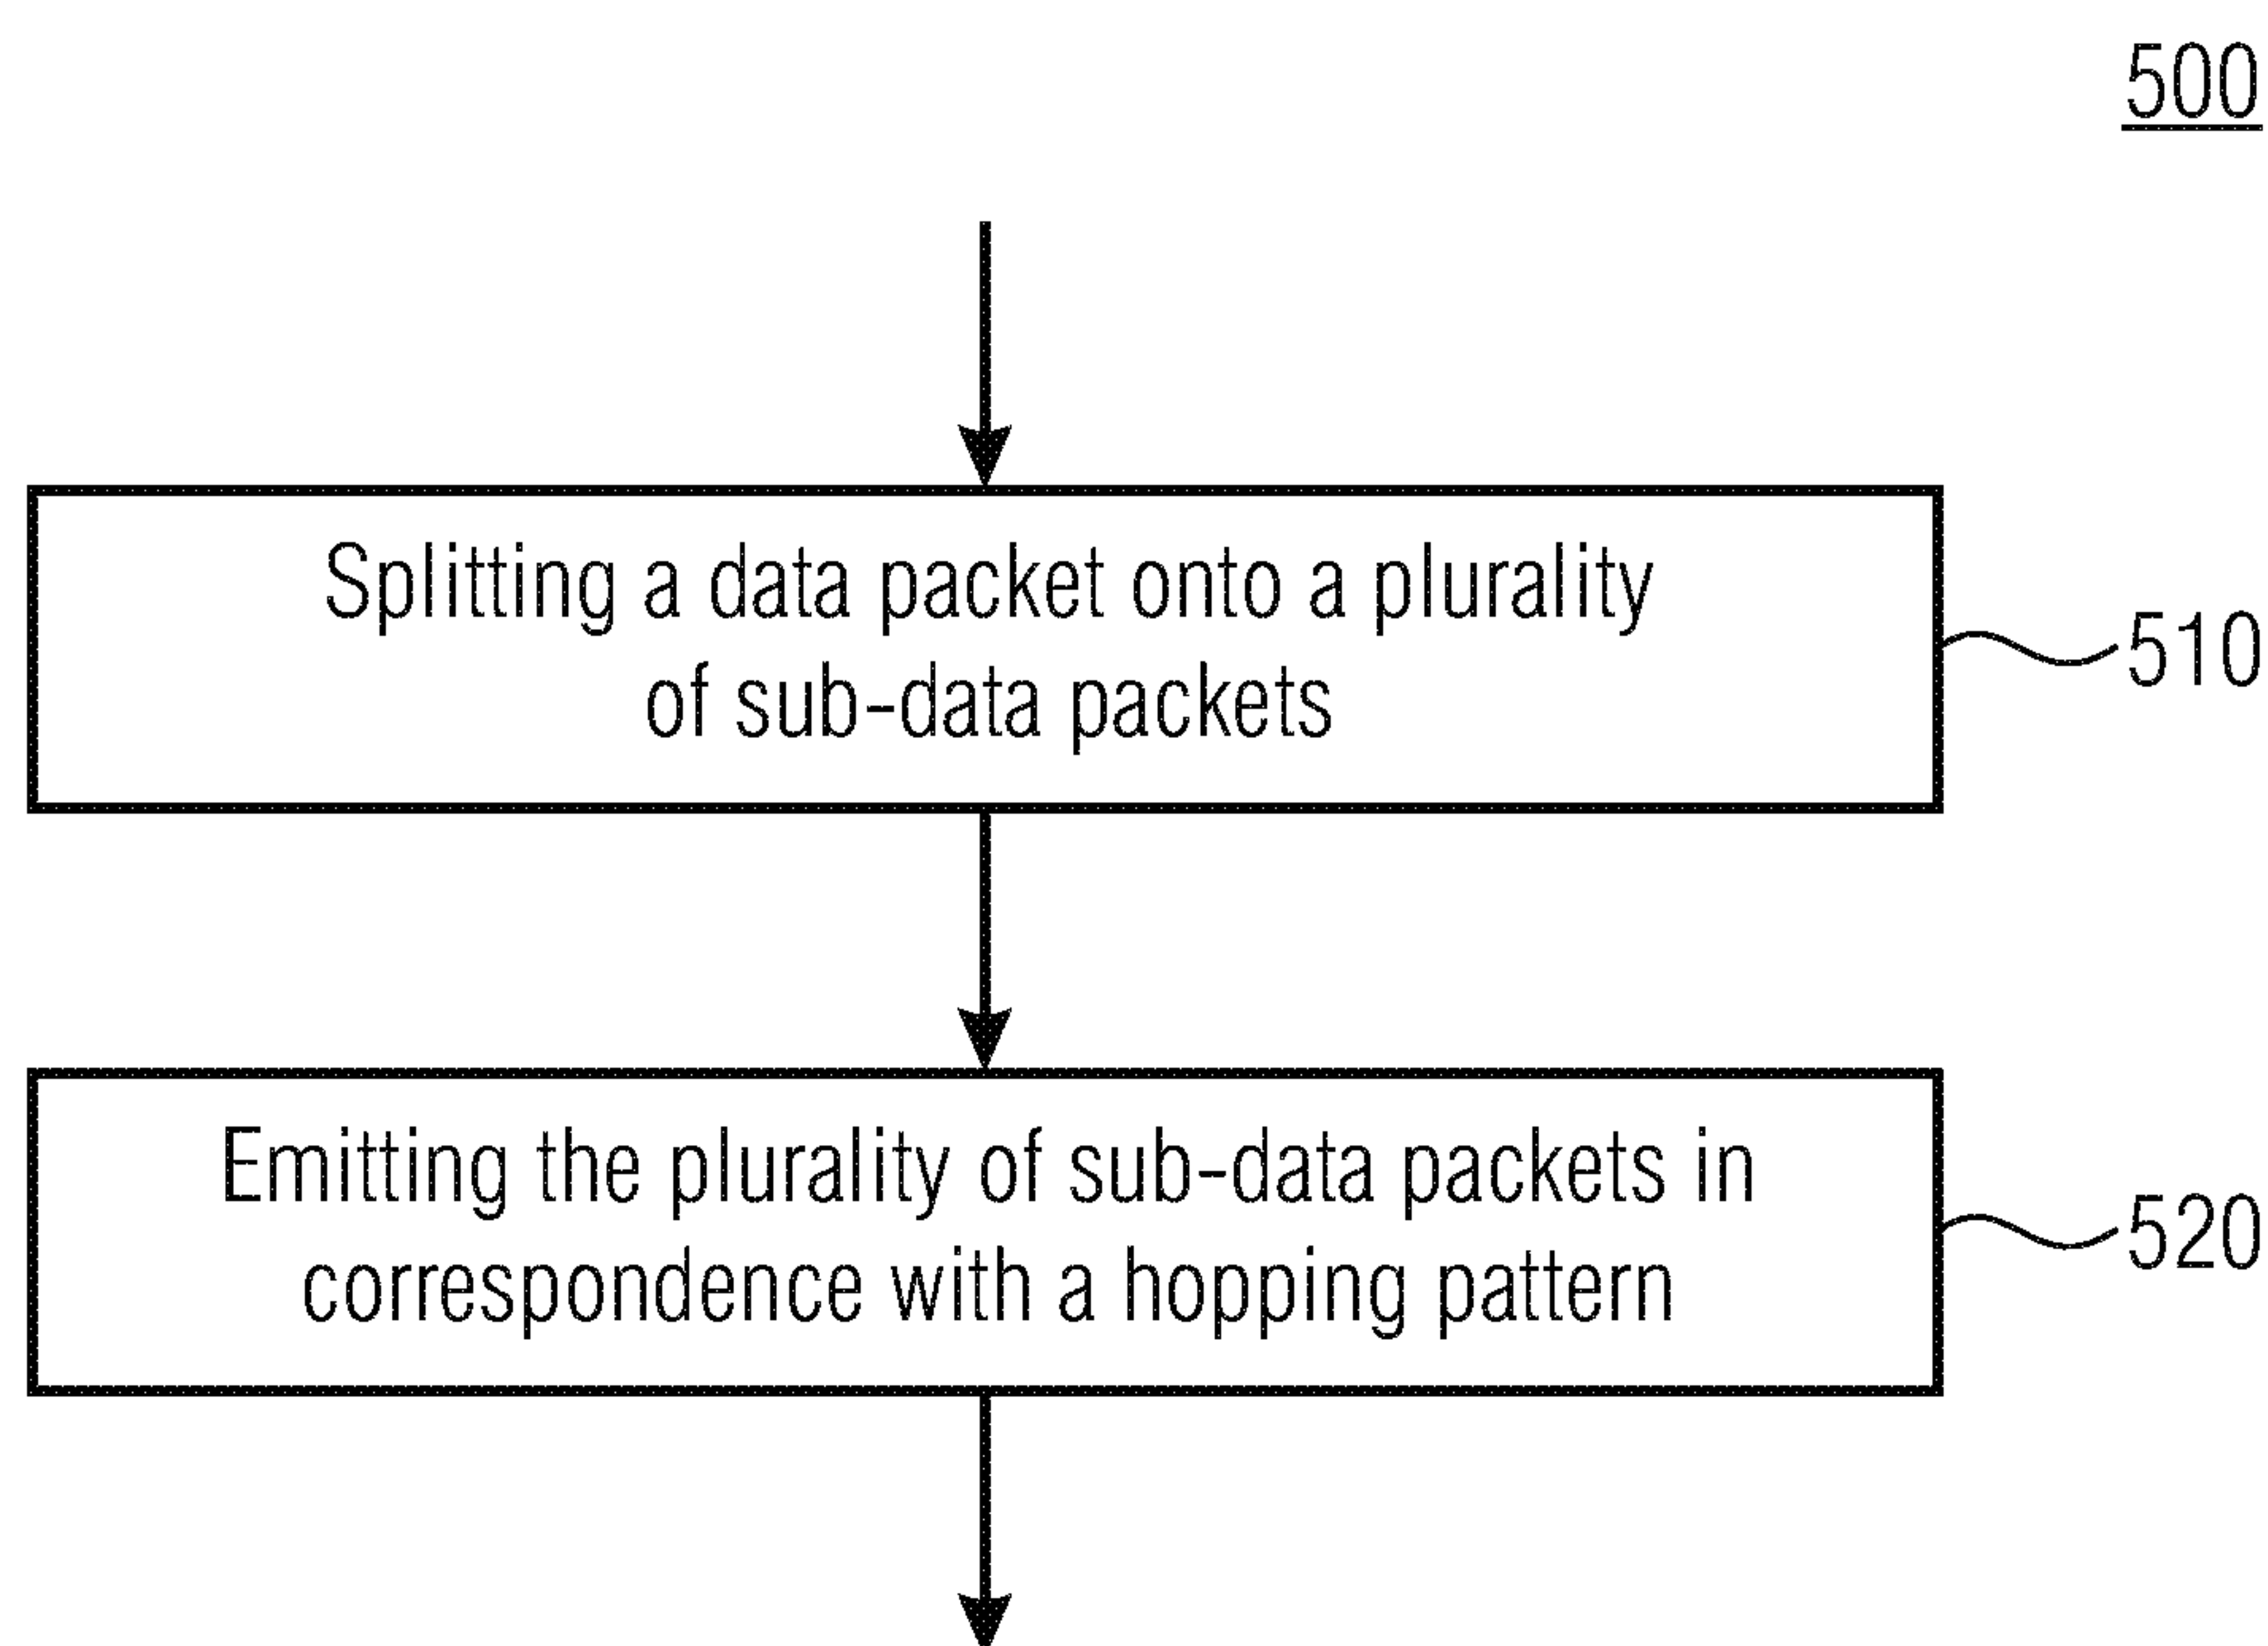 500
Splitting a data packet onto a plurality
of sub-data packets
510
Emitting the plurality of sub-data packets in
correspondence with a hopping pattern
520